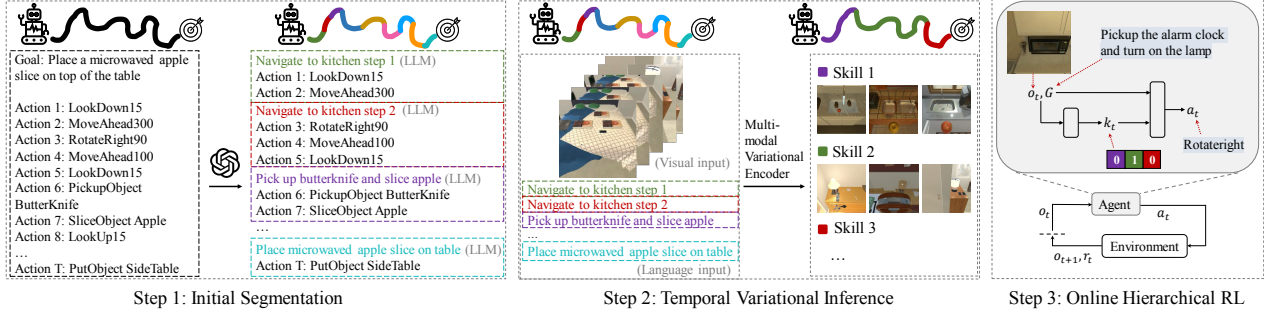 Goal: Place a microwaved apple
slice on top of the table
Action 1: LookDown15
Action 2: MoveAhead300
Action 3: RotateRight90
Action 4: MoveAhead100
Action 5: LookDown15
Action 6: PickupObject
ButterKnife
Action 7: SliceObject Apple
Action 8: LookUp15
…
Action T: PutObject SideTable
Navigate to kitchen step 1 (LLM)
Action 1: LookDown15
Action 2: MoveAhead300
Navigate to kitchen step 2 (LLM)
Action 3: RotateRight90
Action 4: MoveAhead100
Action 5: LookDown15
Pick up butterknife and slice apple (LLM)
Action 6: PickupObject ButterKnife
Action 7: SliceObject Apple
…
Place microwaved apple slice on table (LLM)
Action T: PutObject SideTable
Step 1: Initial Segmentation
(Visual input)
Navigate to kitchen step 1
Navigate to kitchen step 2
Pick up butterknife and slice apple
...
Place microwaved apple slice on table
(Language input)
Multi-
modal
Variational
Encoder
Skill 1
Skill 2
Skill 3
…
Step 2: Temporal Variational Inference
Pickup the alarm clock
and turn on the lamp
o_t, G
k_t
a_t
Rotateright
0 1 0
Agent
o_t
a_t
Environment
o_{t+1}, r_t
Step 3: Online Hierarchical RL